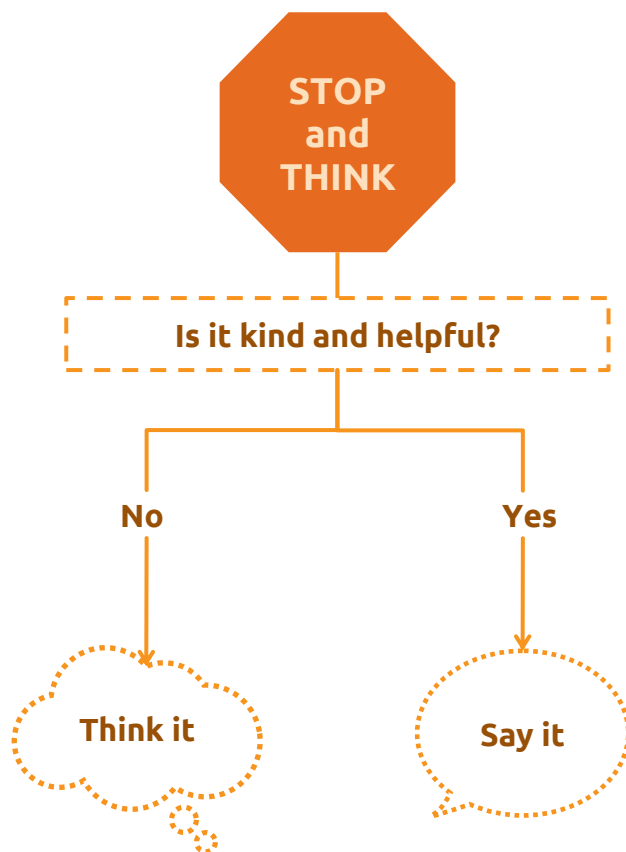 STOP
and
THINK
Is it kind and helpful?
No
Yes
Think it
Say it